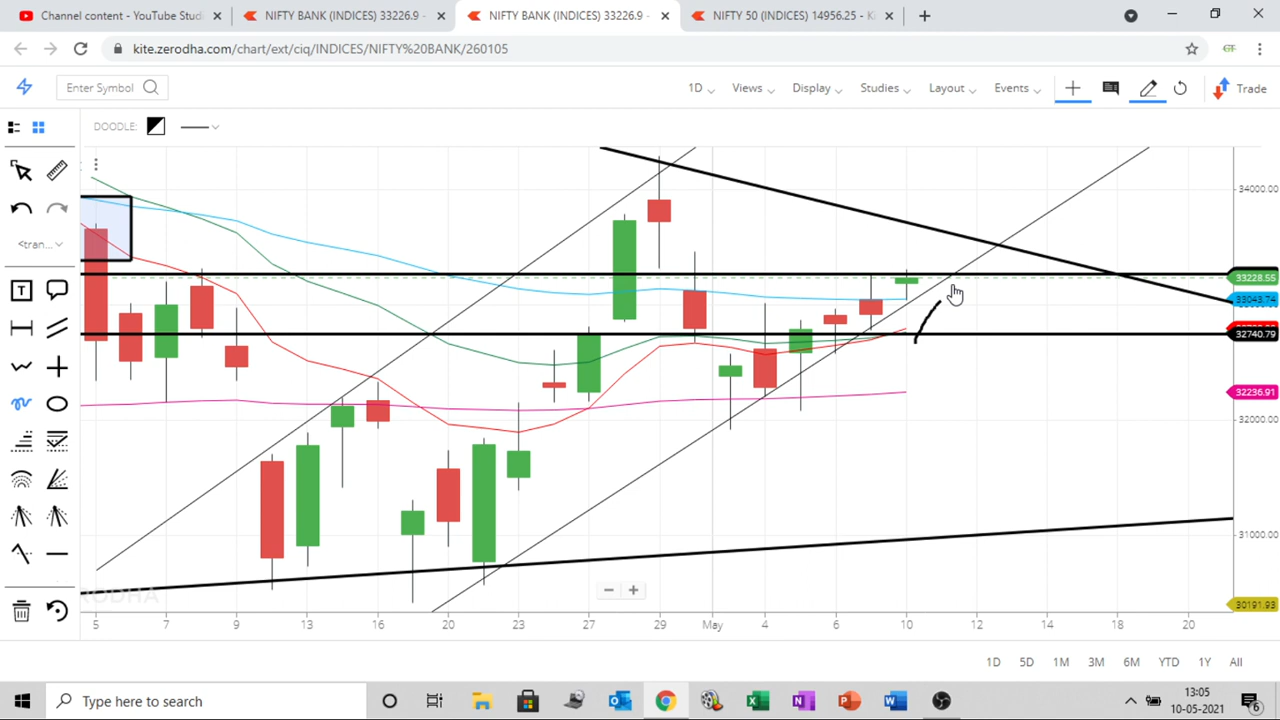 Channel content - YouTube Studi
NIFTY BANK (INDICES) 33226.9 -
NIFTY BANK (INDICES) 33226.9 -
NIFTY 50 (INDICES) 14956.25 - Ki
kite.zerodha.com/chart/ext/ciq/INDICES/NIFTY%20BANK/260105
Enter Symbol
1D
Views
Display
Studies
Layout
Events
Trade
DOODLE:
<tran...
T
34000.00
33228.55
33043.74
32740.79
32236.91
32000.00
31000.00
30191.93
5
6
7
9
13
16
20
23
27
29
May
4
6
10
12
14
18
20
1D
5D
1M
3M
6M
YTD
1Y
All
Type here to search
13:05
10-05-2021
6